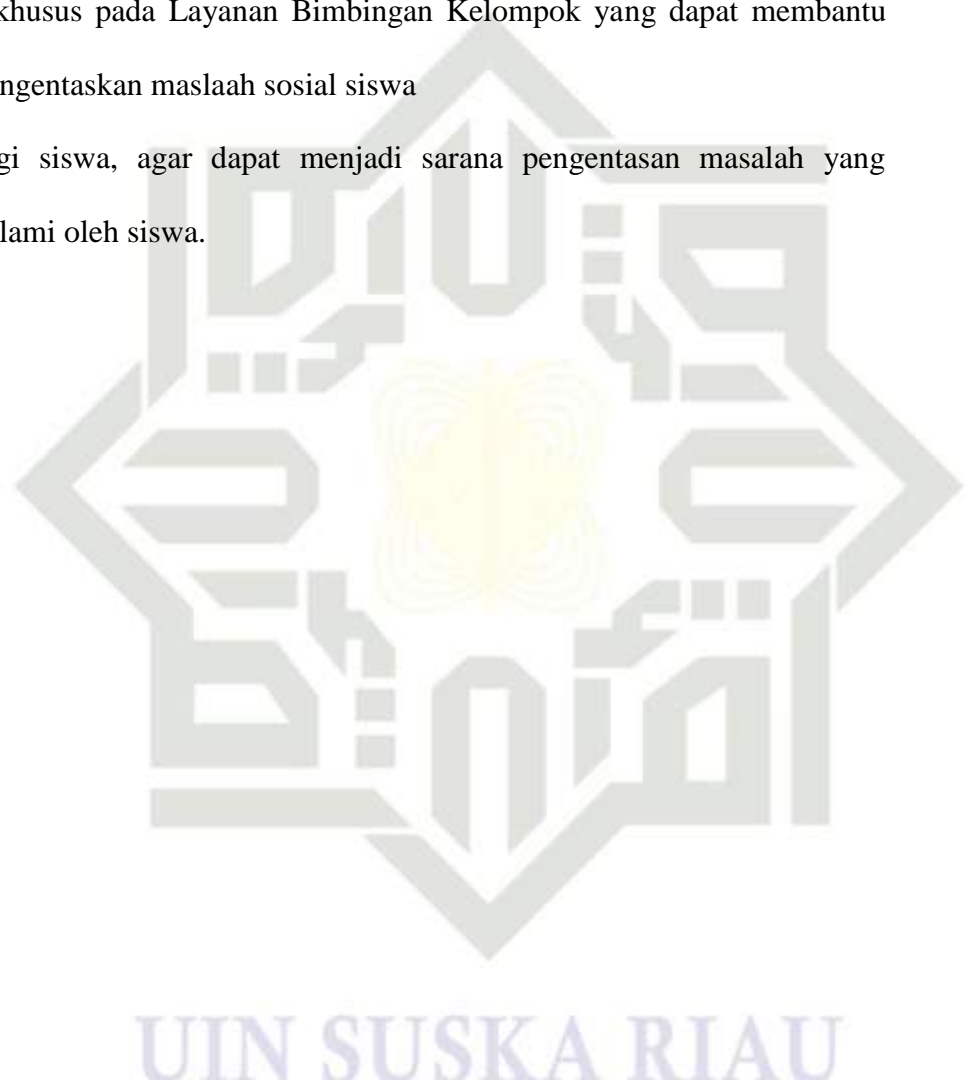 khusus pada Layanan Bimbingan Kelompok yang dapat membantu
ngentaskan maslaah sosial siswa
gi siswa, agar dapat menjadi sarana pengentasan masalah yang
lami oleh siswa.
UIN SUSKA RIAU